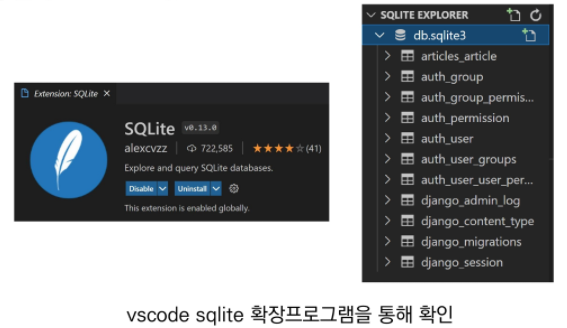 Extension: SQLite
SQLite v0.13.0
alexcvzz 722,585 (41)
Explore and query SQLite databases.
Disable Uninstall
This extension is enabled globally.
SQLITE EXPLORER
db.sqlite3
articles_article
auth_group
auth_group_permis...
auth_permission
auth_user
auth_user_groups
auth_user_user_per...
django_admin_log
django_content_type
django_migrations
django_session
vscode sqlite 확장프로그램을 통해 확인